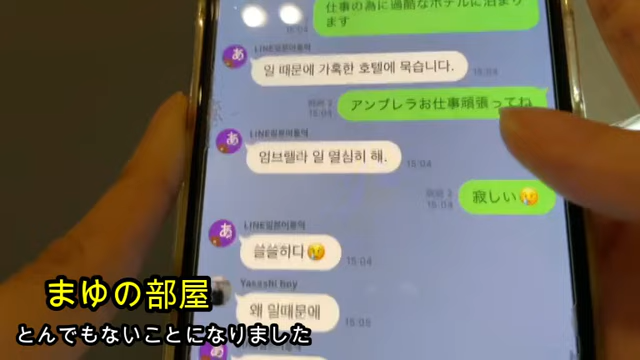 仕事の為に過酷なホテルに泊まり
ます
15:04
LINE일본어통역
일 때문에 가혹한 호텔에 묵습니다.
15:04
アンブレラお仕事頑張ってね
15:04
LINE일본어통역
엄브렐라 일 열심히 해.
15:04
寂しい😢
15:04
LINE일본어통역
쓸쓸하다😢
15:04
Yasashi boy
왜 일때문에
15:05
まゆの部屋
とんでもないことになりました